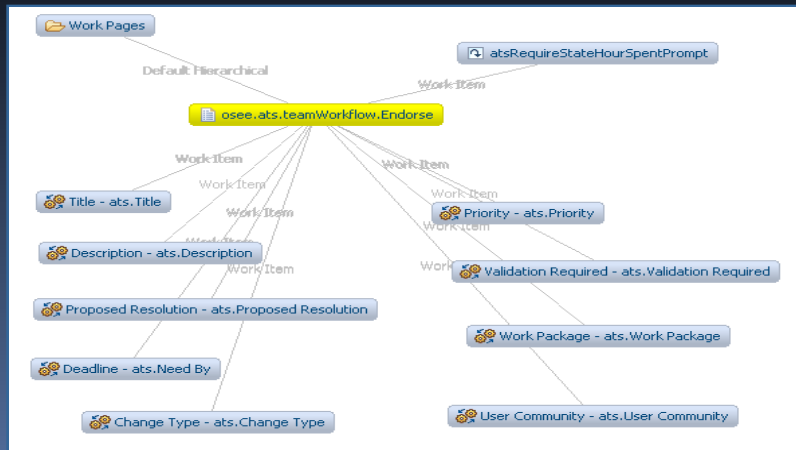 Work Pages
atsRequireStateHourSpentPrompt
Default Hierarchical
Work Item
osee.ats.teamWorkflow.Endorse
Work Item
Work Item
Work Item
Work Item
Title - ats.Title
Work Item
Priority - ats.Priority
Work Item
Work Item
Description - ats.Description
Work Item
Work
Validation Required - ats.Validation Required
Proposed Resolution - ats.Proposed Resolution
Work Package - ats.Work Package
Deadline - ats.Need By
Change Type - ats.Change Type
User Community - ats.User Community